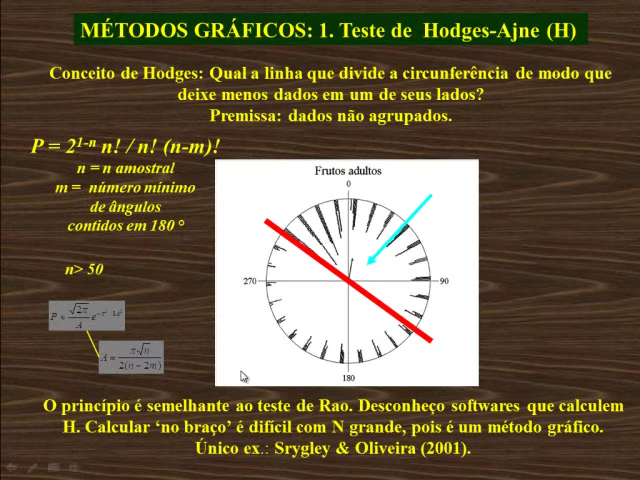 MÉTODOS GRÁFICOS: 1. Teste de Hodges-Ajne (H)
Conceito de Hodges: Qual a linha que divide a circunferência de modo que
deixe menos dados em um de seus lados?
Premissa: dados não agrupados.
P = 2¹⁻ⁿ n! / n! (n-m)!
n = n amostral
m = número mínimo
de ângulos
contidos em 180 °
n> 50
Frutos adultos
0
270
90
180
A = π√n / 2(n − 2m)
O princípio é semelhante ao teste de Rao. Desconheço softwares que calculem
H. Calcular ‘no braço’ é difícil com N grande, pois é um método gráfico.
Único ex.: Srygley & Oliveira (2001).